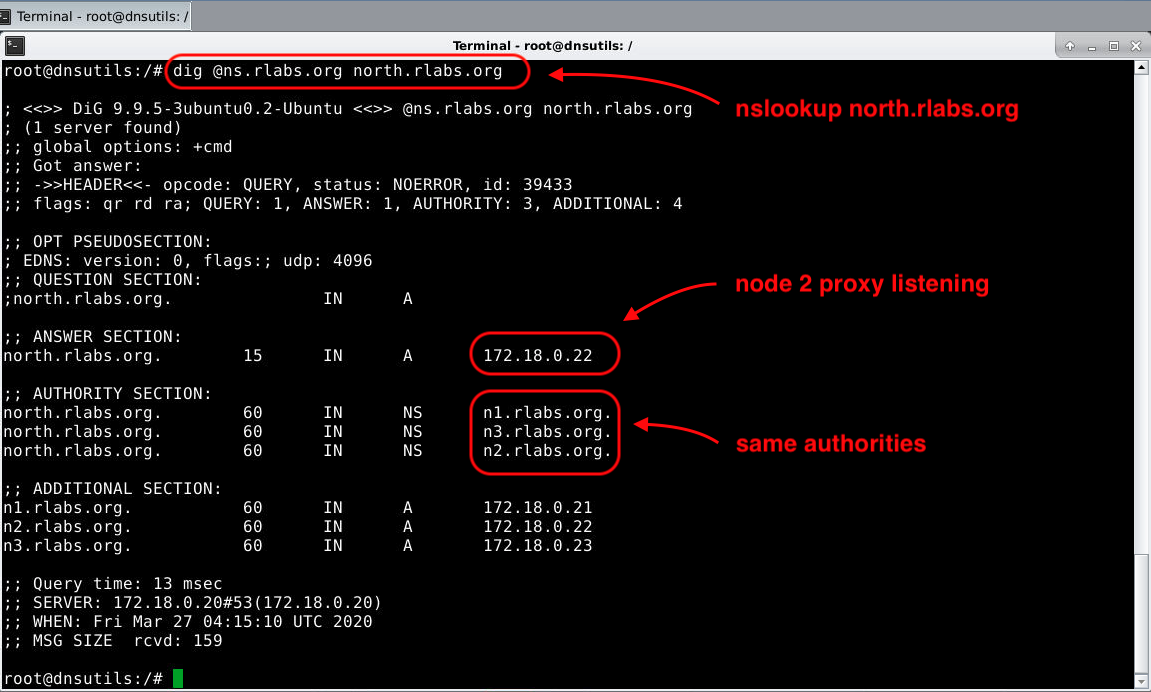 Terminal - root@dnsutils: /
Terminal - root@dnsutils: /
root@dnsutils:/# dig @ns.rlabs.org north.rlabs.org
nslookup north.rlabs.org
; <<>> DiG 9.9.5-3ubuntu0.2-Ubuntu <<>> @ns.rlabs.org north.rlabs.org
; (1 server found)
;; global options: +cmd
;; Got answer:
;; ->>HEADER<<- opcode: QUERY, status: NOERROR, id: 39433
;; flags: qr rd ra; QUERY: 1, ANSWER: 1, AUTHORITY: 3, ADDITIONAL: 4
;; OPT PSEUDOSECTION:
; EDNS: version: 0, flags:; udp: 4096
;; QUESTION SECTION:
;north.rlabs.org. IN A
node 2 proxy listening
;; ANSWER SECTION:
north.rlabs.org. 15 IN A 172.18.0.22
;; AUTHORITY SECTION:
north.rlabs.org. 60 IN NS n1.rlabs.org.
north.rlabs.org. 60 IN NS n3.rlabs.org.
north.rlabs.org. 60 IN NS n2.rlabs.org.
same authorities
;; ADDITIONAL SECTION:
n1.rlabs.org. 60 IN A 172.18.0.21
n2.rlabs.org. 60 IN A 172.18.0.22
n3.rlabs.org. 60 IN A 172.18.0.23
;; Query time: 13 msec
;; SERVER: 172.18.0.20#53(172.18.0.20)
;; WHEN: Fri Mar 27 04:15:10 UTC 2020
;; MSG SIZE  rcvd: 159
root@dnsutils:/#